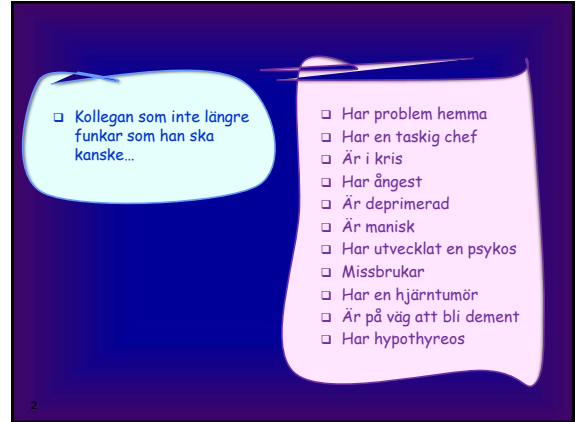 ❑ Kollegan som inte längre
funkar som han ska
kanske…
❑ Har problem hemma
❑ Har en taskig chef
❑ Är i kris
❑ Har ångest
❑ Är deprimerad
❑ Är manisk
❑ Har utvecklat en psykos
❑ Missbrukar
❑ Har en hjärntumör
❑ Är på väg att bli dement
❑ Har hypothyreos
2